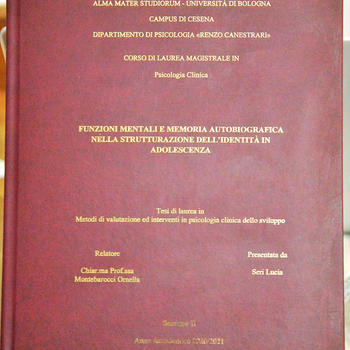 ALMA MATER STUDIORUM - UNIVERSITÀ DI BOLOGNA
CAMPUS DI CESENA
DIPARTIMENTO DI PSICOLOGIA «RENZO CANESTRARI»
CORSO DI LAUREA MAGISTRALE IN
Psicologia Clinica
FUNZIONI MENTALI E MEMORIA AUTOBIOGRAFICA
NELLA STRUTTURAZIONE DELL'IDENTITÀ IN
ADOLESCENZA
Tesi di laurea in
Metodi di valutazione ed interventi in psicologia clinica dello sviluppo
Relatore
Presentata da
Chiar.ma Prof.ssa
Montebarocci Ornella
Seri Lucia
Sessione II
Anno Accademico 2020/2021